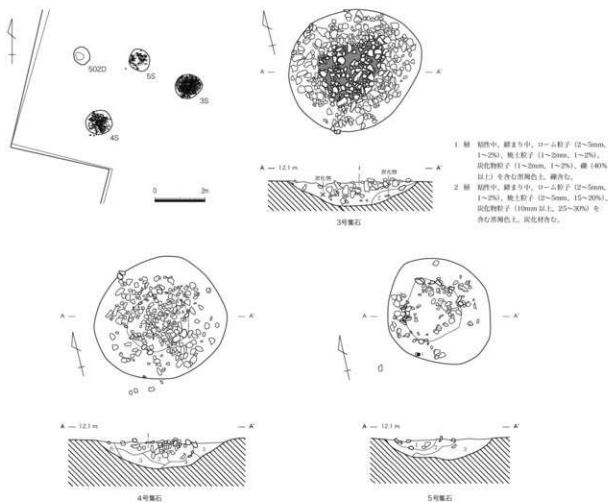 502D
5S
3S
4S
0 2m
A A'
A 12.1 m 1 A'
炭化物 炭化物
3号集石
1 層 粘性中、締まり中、ローム粒子（2～5mm、
1～2%）、焼土粒子（1～2mm、1～2%）、
炭化物粒子（1～2mm、1～2%）、礫（40%
以上）を含む黒褐色土、礫含む。
2 層 粘性中、締まり中、ローム粒子（2～5mm、
1～2%）、焼土粒子（2～5mm、15～20%）、
炭化物粒子（10mm 以上、25～30%）を
含む黒褐色土、炭化材含む。
A A'
A 12.1 m 1 A'
4号集石
A A'
A 12.1 m A'
5号集石